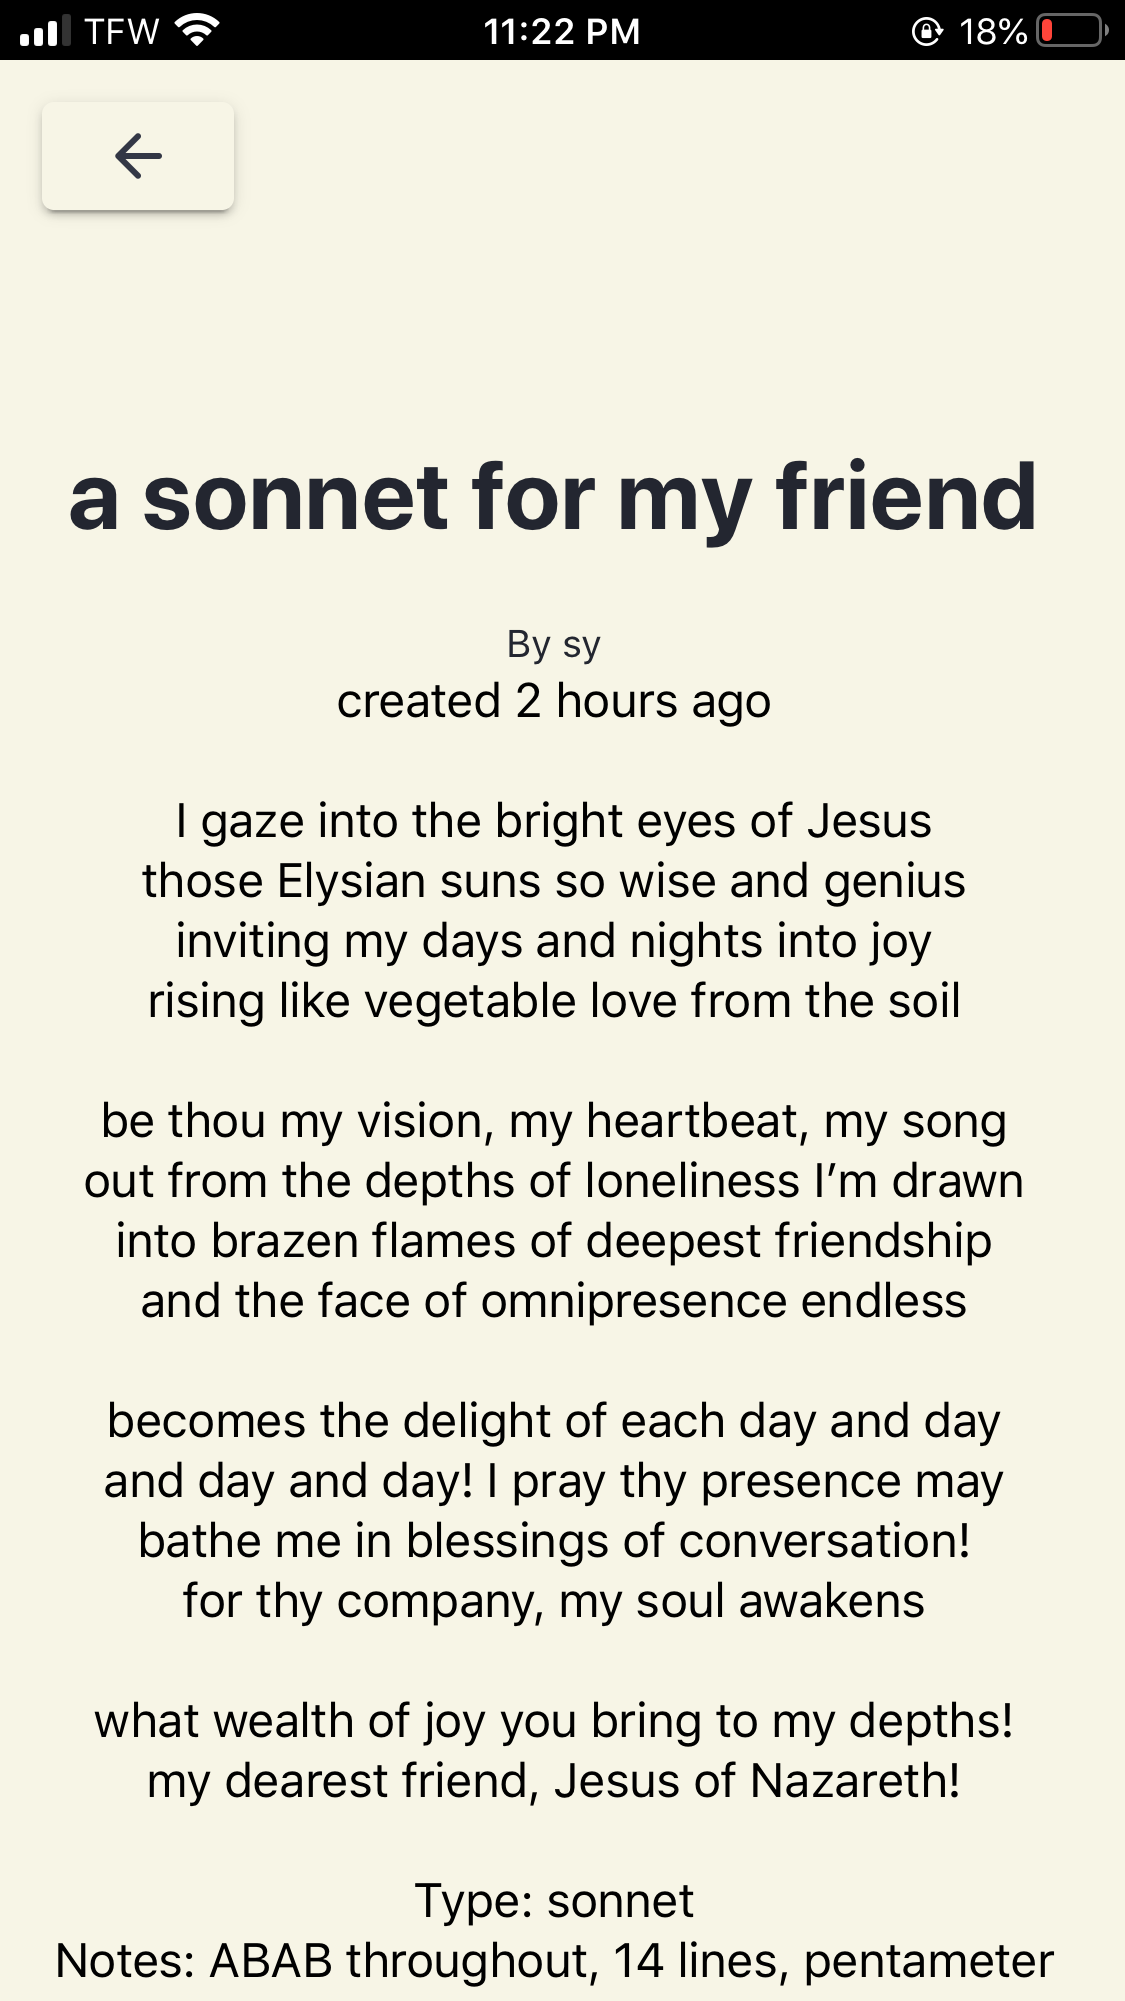 TFW 11:22 PM 18%
a sonnet for my friend
By sy
created 2 hours ago
I gaze into the bright eyes of Jesus
those Elysian suns so wise and genius
inviting my days and nights into joy
rising like vegetable love from the soil
be thou my vision, my heartbeat, my song
out from the depths of loneliness I’m drawn
into brazen flames of deepest friendship
and the face of omnipresence endless
becomes the delight of each day and day
and day and day! I pray thy presence may
bathe me in blessings of conversation!
for thy company, my soul awakens
what wealth of joy you bring to my depths!
my dearest friend, Jesus of Nazareth!
Type: sonnet
Notes: ABAB throughout, 14 lines, pentameter